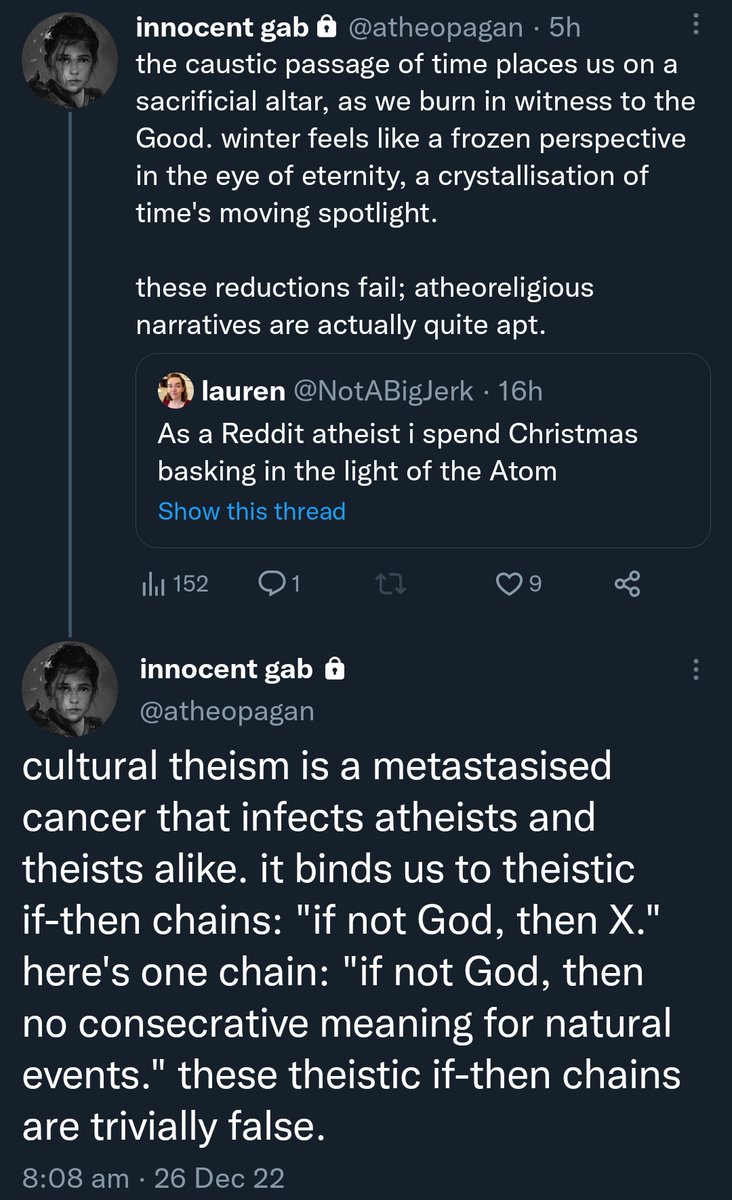 innocent gab @atheopagan · 5h
the caustic passage of time places us on a
sacrificial altar, as we burn in witness to the
Good. winter feels like a frozen perspective
in the eye of eternity, a crystallisation of
time's moving spotlight.
these reductions fail; atheoreligious
narratives are actually quite apt.
lauren @NotABigJerk · 16h
As a Reddit atheist i spend Christmas
basking in the light of the Atom
Show this thread
152 1 9
innocent gab
@atheopagan
cultural theism is a metastasised
cancer that infects atheists and
theists alike. it binds us to theistic
if-then chains: "if not God, then X."
here's one chain: "if not God, then
no consecrative meaning for natural
events." these theistic if-then chains
are trivially false.
8:08 am · 26 Dec 22